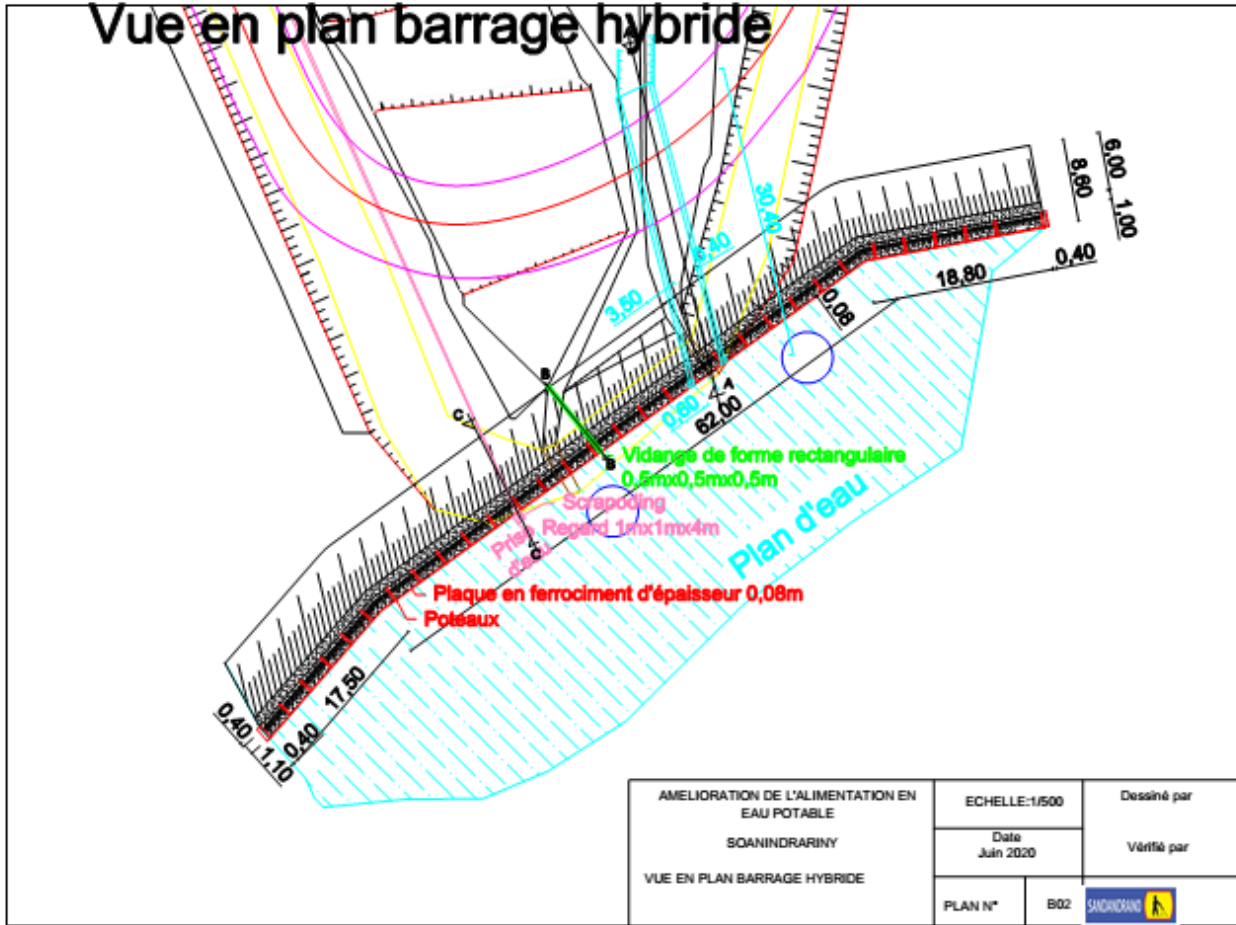 Vue en plan barrage hybride
6,00
8,60
1,00
0,40
18,80
30,40
6,40
3,50
0,08
B
A
0,60
62,00
C
B
Vidange de forme rectangulaire
0,5mx0,5mx0,5m
Scrapoding
Prise d'eau
Regard 1mx1mx4m
C
Plan d'eau
Plaque en ferrociment d'épaisseur 0,08m
Poteaux
17,50
0,40
0,40
1,10
AMELIORATION DE L'ALIMENTATION EN
EAU POTABLE
SOANINDRARINY
VUE EN PLAN BARRAGE HYBRIDE
ECHELLE:1/500
Date
Juin 2020
PLAN N°
B02
Dessiné par
Vérifié par
SANDANDRANO